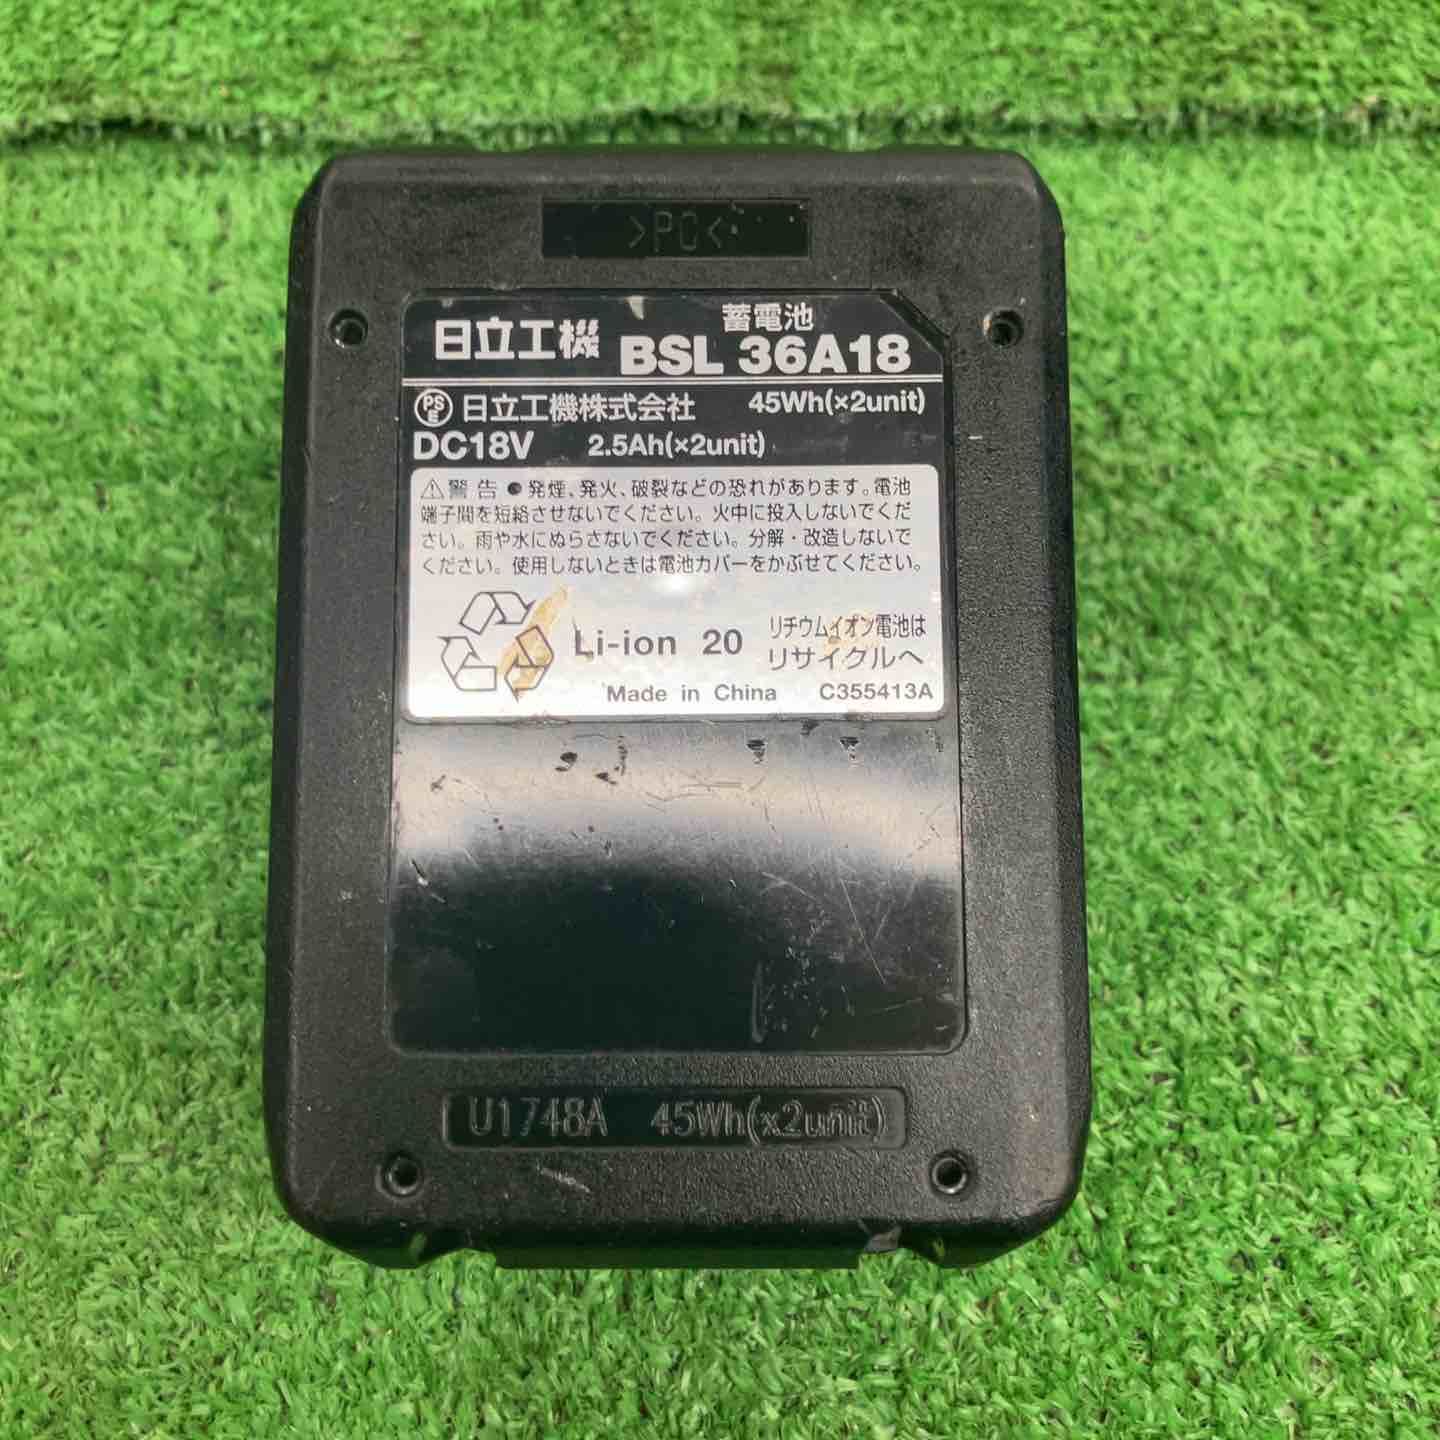 >PC<
蓄電池
日立工機 BSL 36A18
PS E 日立工機株式会社 45Wh(×2unit)
DC18V 2.5Ah(×2unit)
⚠警告 ●発煙、発火、破裂などの恐れがあります。電池
端子間を短絡させないでください。火中に投入しないでくだ
さい。雨や水にぬらさないでください。分解・改造しないで
ください。使用しないときは電池カバーをかぶせてください。
Li-ion 20 リチウムイオン電池は
リサイクルへ
Made in China C355413A
U1748A 45Wh(x2unit)